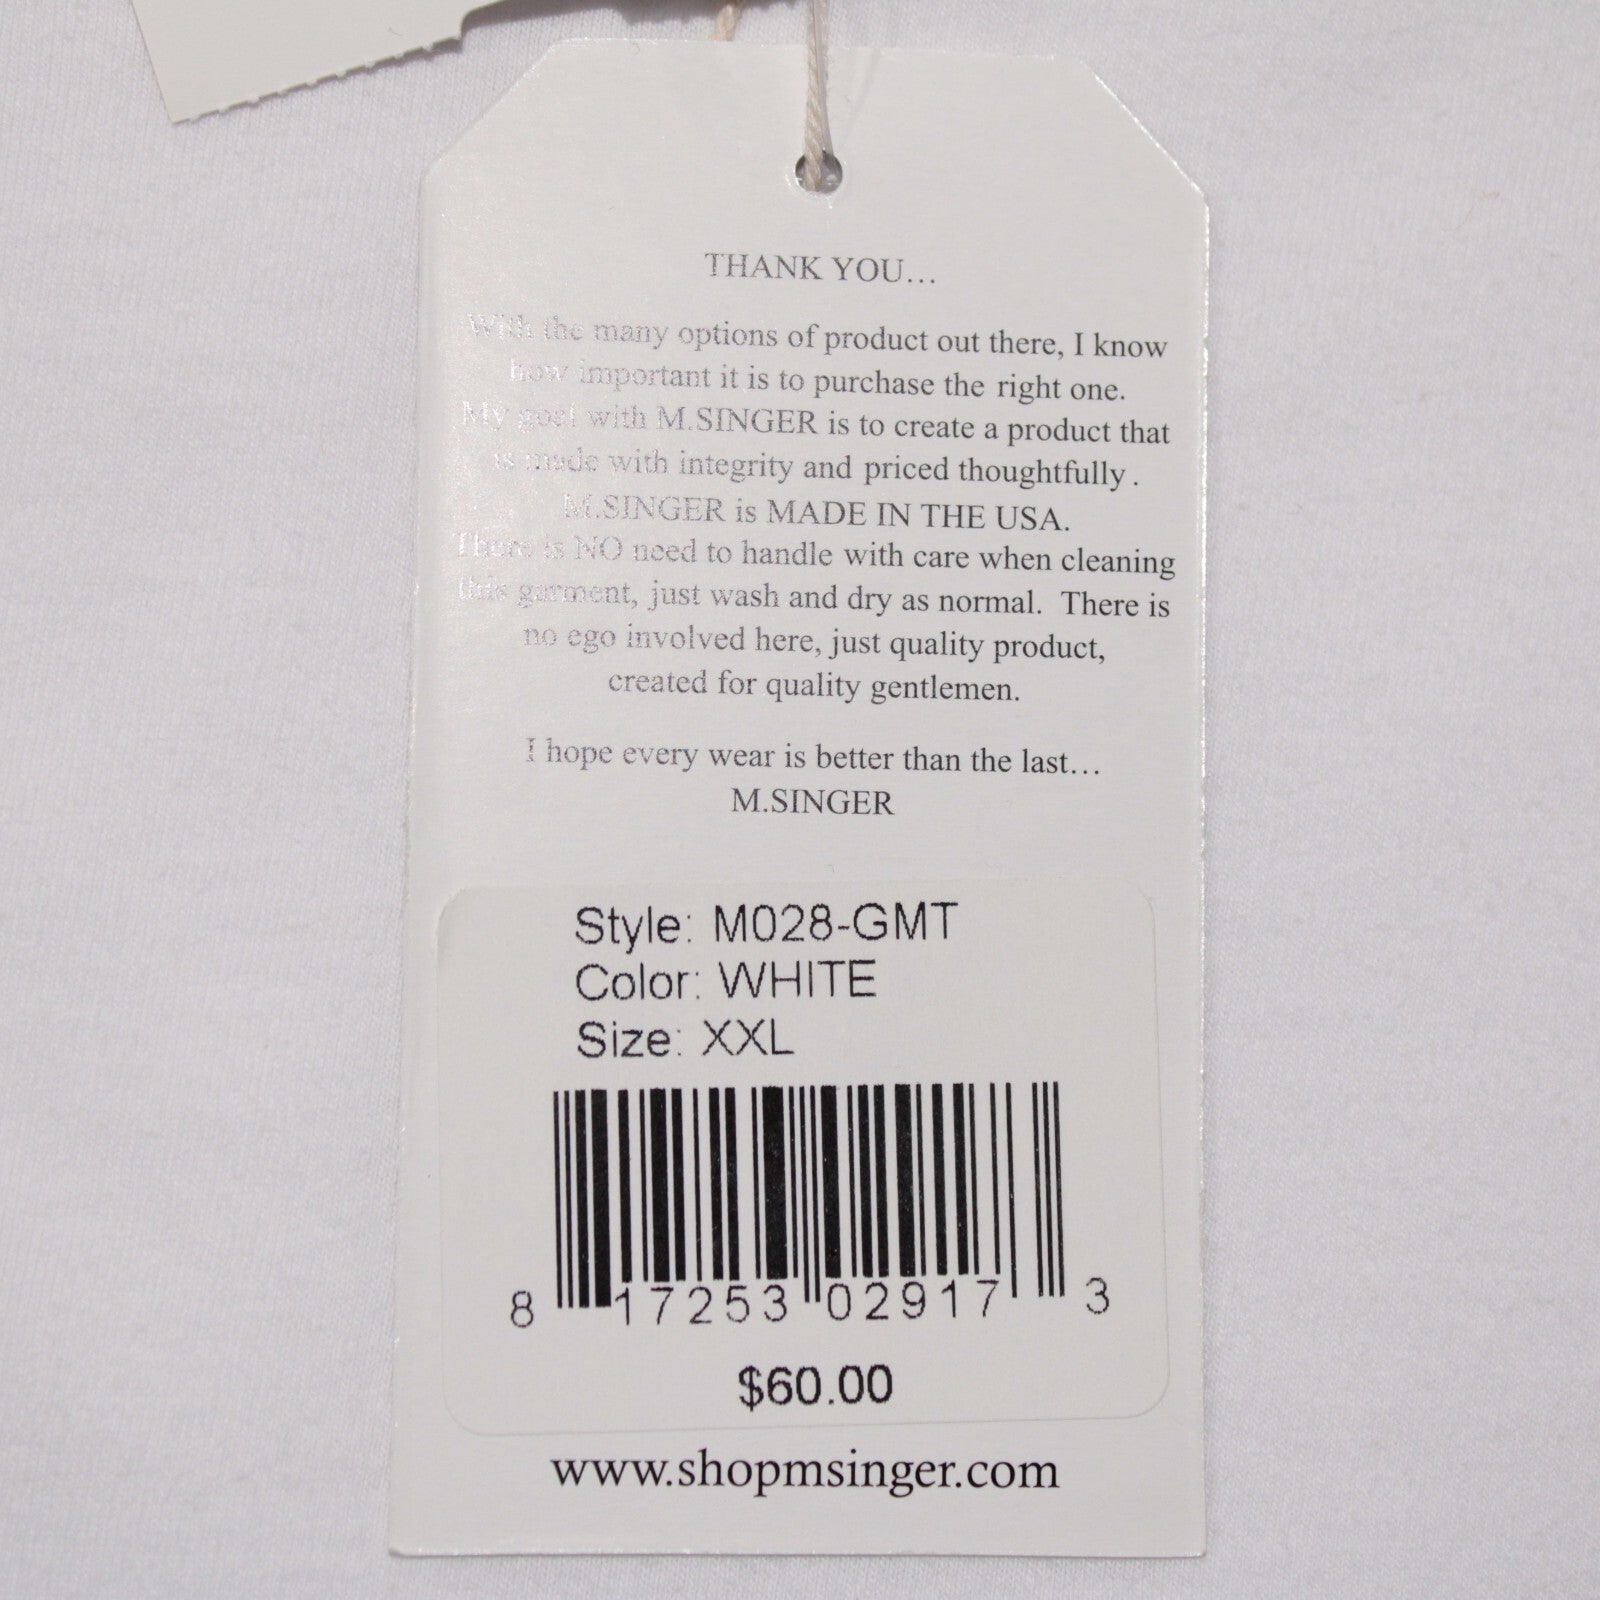 THANK YOU...
With the many options of product out there, I know
how important it is to purchase the right one.
My goal with M.SINGER is to create a product that
is made with integrity and priced thoughtfully .
M.SINGER is MADE IN THE USA.
There is NO need to handle with care when cleaning
this garment, just wash and dry as normal.  There is
no ego involved here, just quality product,
created for quality gentlemen.
I hope every wear is better than the last...
M.SINGER
Style: M028-GMT
Color: WHITE
Size: XXL
8 17253 02917 3
$60.00
www.shopmsinger.com